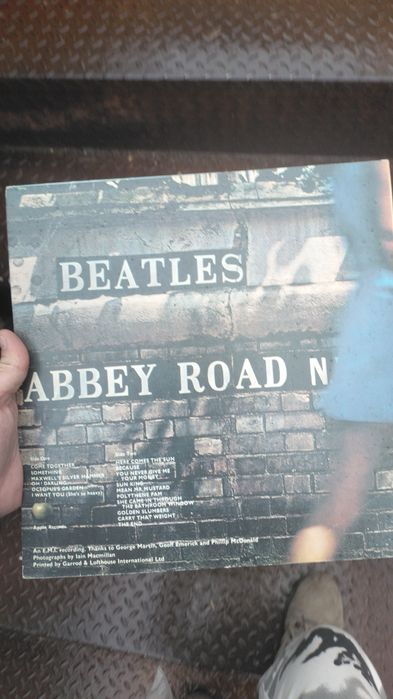 BEATLES
ABBEY ROAD N
Side One
COME TOGETHER
SOMETHING
MAXWELL'S SILVER HAMMER
OH! DARLING
OCTOPUS'S GARDEN
I WANT YOU (She's so heavy)
Side Two
HERE COMES THE SUN
BECAUSE
YOU NEVER GIVE ME
YOUR MONEY
SUN KING
MEAN MR. MUSTARD
POLYTHENE PAM
SHE CAME IN THROUGH
THE BATHROOM WINDOW
GOLDEN SLUMBERS
CARRY THAT WEIGHT
THE END
Apple Records
An E.M.I. recording. Thanks to George Martin, Geoff Emerick and Phillip McDonald
Photographs by Iain Macmillan
Printed by Garrod & Lofthouse International Ltd